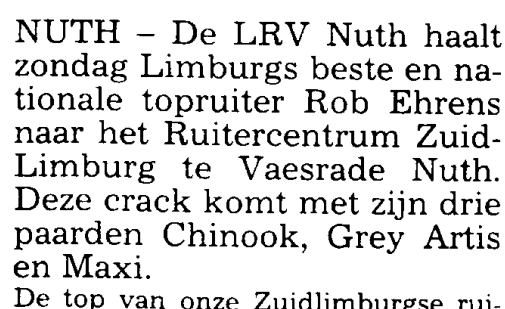 NUTH – De LRV Nuth haalt
zondag Limburgs beste en na-
tionale topruiter Rob Ehrens
naar het Ruitercentrum Zuid-
Limburg te Vaesrade Nuth.
Deze crack komt met zijn drie
paarden Chinook, Grey Artis
en Maxi.
De top van onze Zuidlimburgse rui-